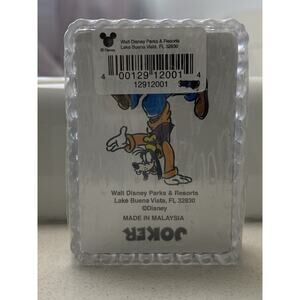 Walt Disney Parks & Resorts
Lake Buena Vista, FL 32830
© Disney
4 00129 12001 4
12912001
Walt Disney Parks & Resorts
Lake Buena Vista, FL 32830
©Disney
MADE IN MALAYSIA
JOKER